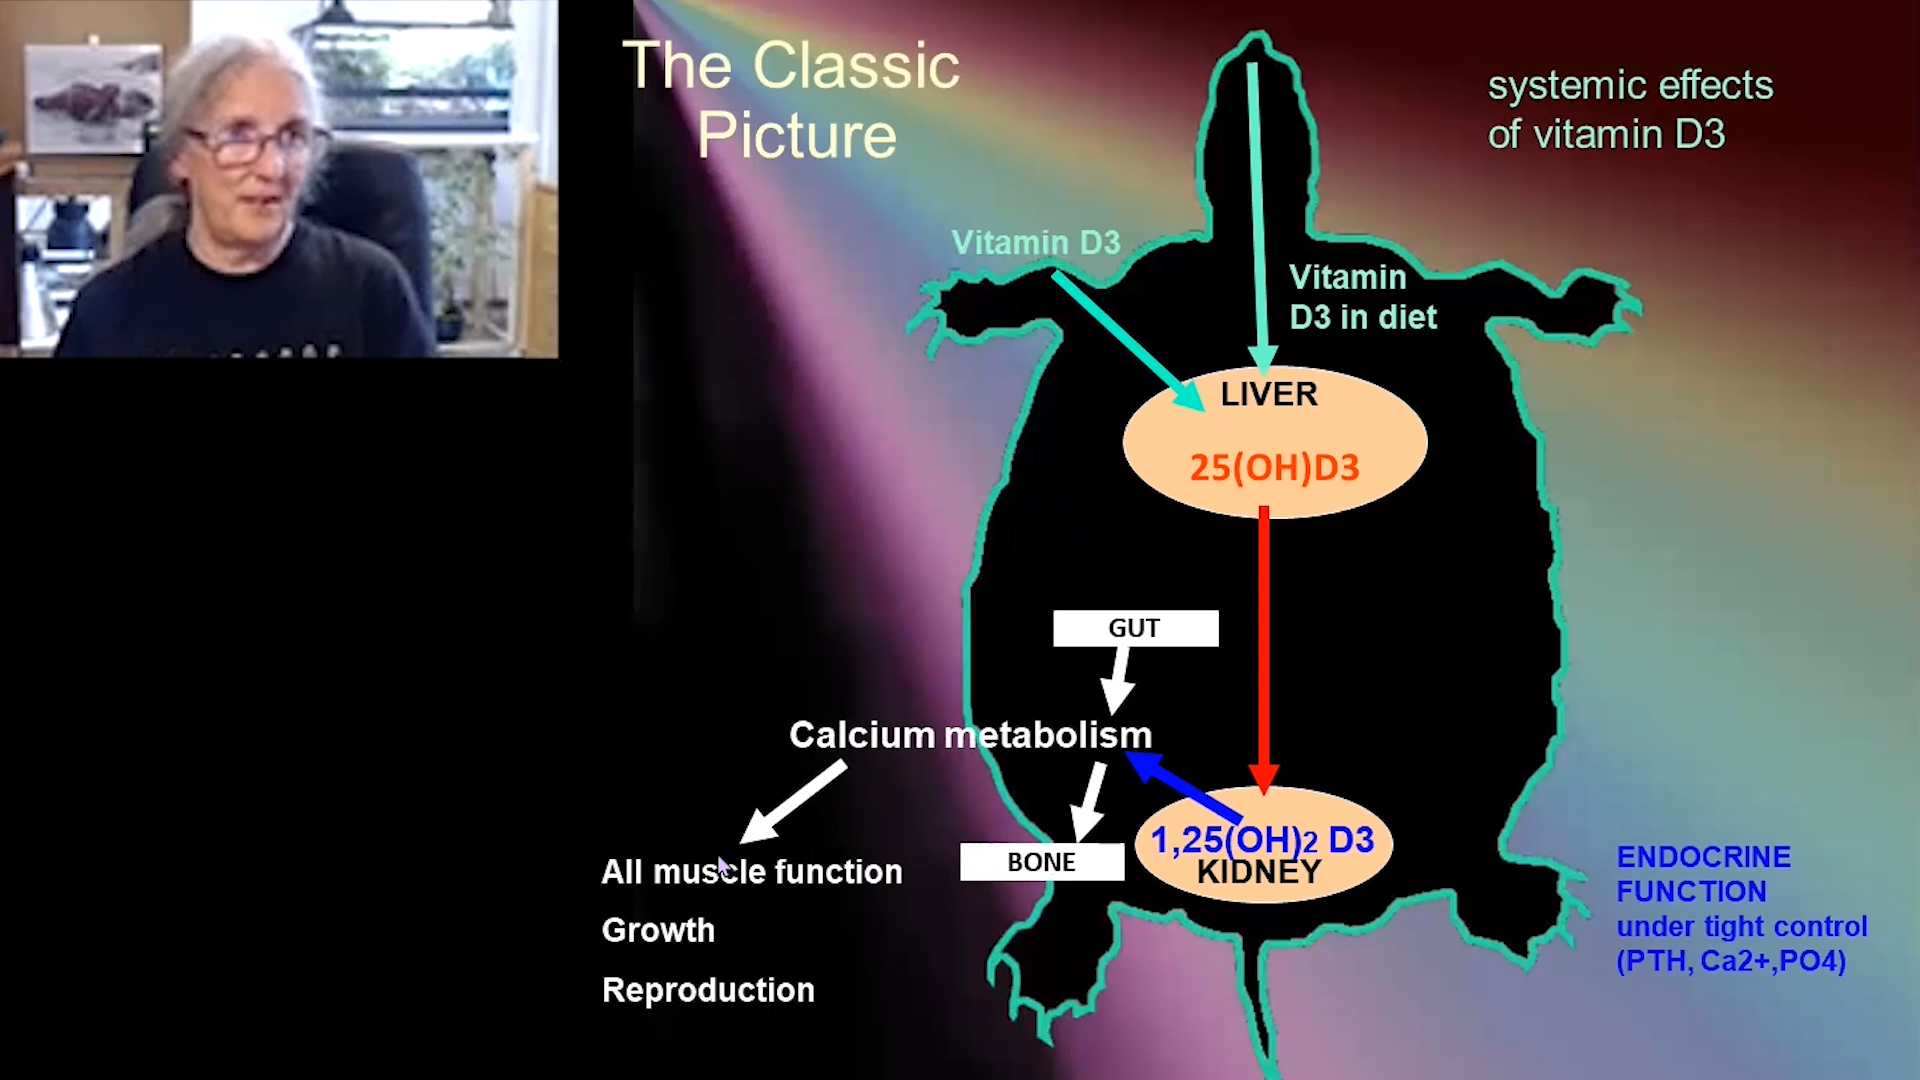 The Classic
Picture
systemic effects
of vitamin D3
Vitamin D3
Vitamin
D3 in diet
LIVER
25(OH)D3
GUT
Calcium metabolism
All muscle function
Growth
Reproduction
BONE
1,25(OH)2 D3
KIDNEY
ENDOCRINE
FUNCTION
under tight control
(PTH, Ca2+,PO4)